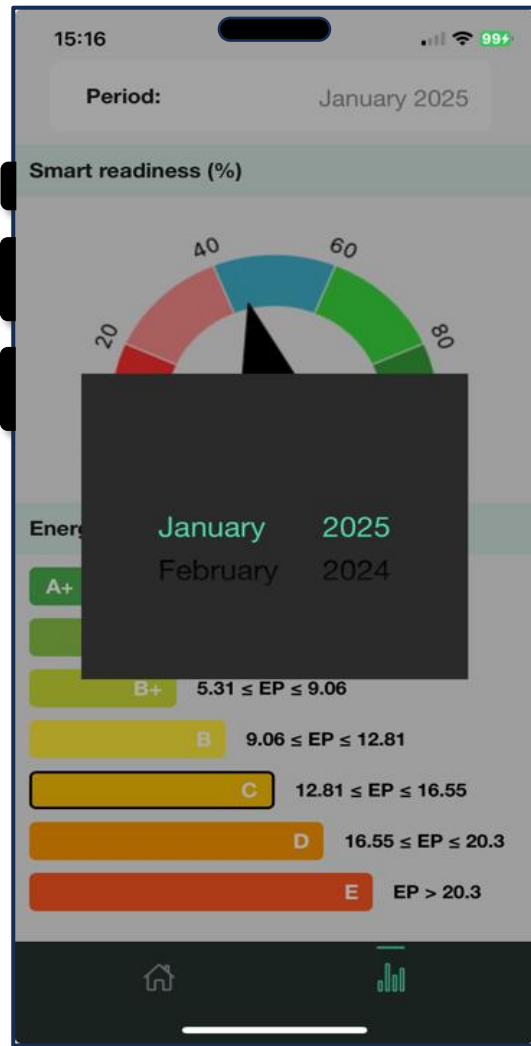 15:16
99
Period: January 2025
Smart readiness (%)
20
40
60
80
January 2025
February 2024
Energ
A+
B+ 5.31 ≤ EP ≤ 9.06
B 9.06 ≤ EP ≤ 12.81
C 12.81 ≤ EP ≤ 16.55
D 16.55 ≤ EP ≤ 20.3
E EP > 20.3